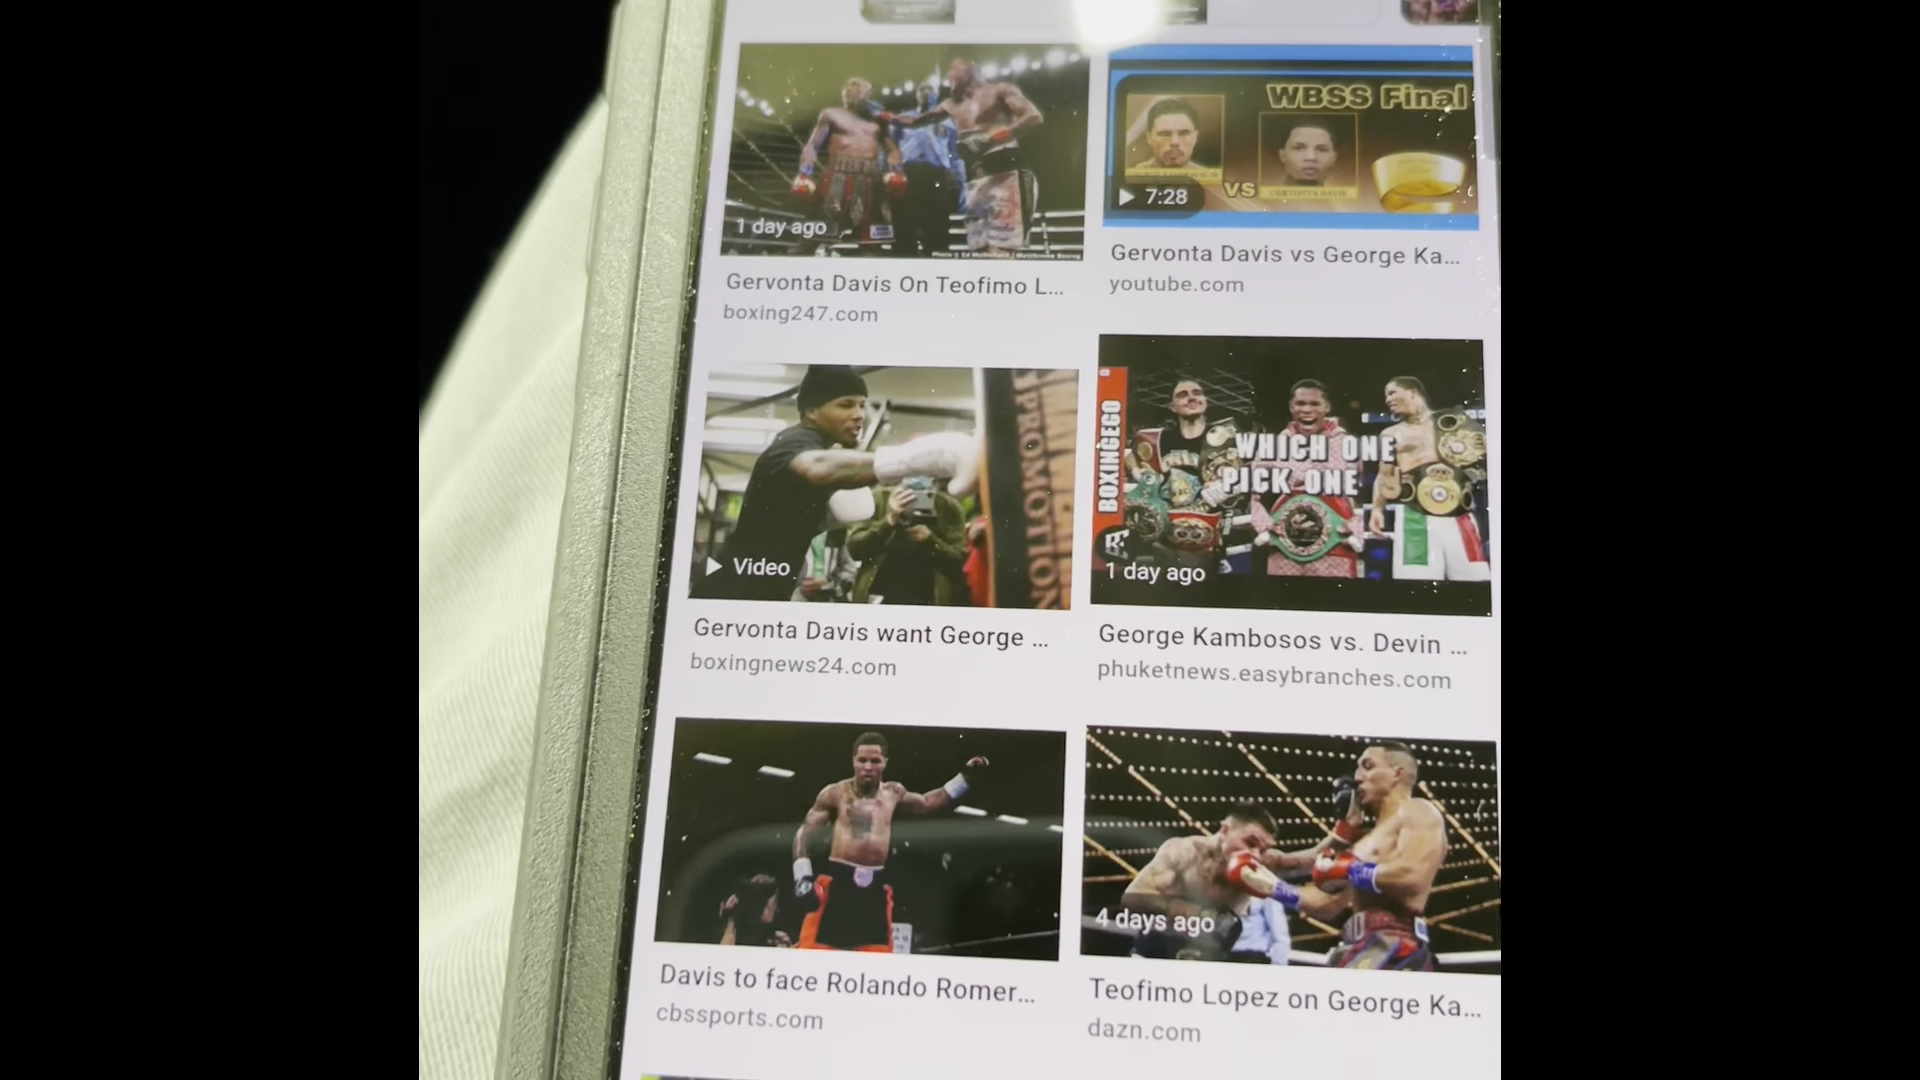 1 day ago
Gervonta Davis On Teofimo L...
boxing247.com
WBSS Final
VS
GERVONTA DAVIS
7:28
Gervonta Davis vs George Ka...
youtube.com
PROMOTION
Video
Gervonta Davis want George ...
boxingnews24.com
BOXINGEGO
WHICH ONE
PICK ONE
1 day ago
George Kambosos vs. Devin ...
phuketnews.easybranches.com
Davis to face Rolando Romer...
cbssports.com
4 days ago
Teofimo Lopez on George Ka...
dazn.com